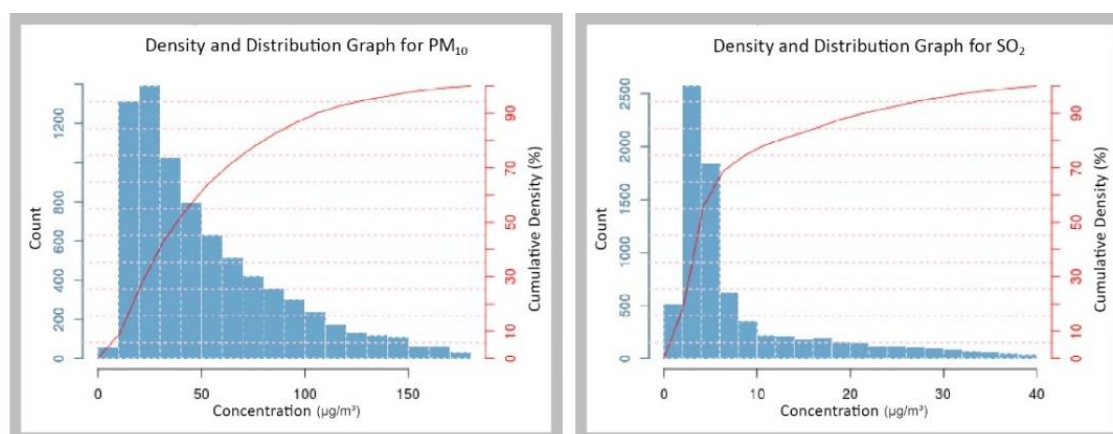 Density and Distribution Graph for PM₁₀
1200
800
600
400
200
0
Count
90
70
50
30
10
0
Cumulative Density (%)
0 50 100 150
Concentration (µg/m³)
Density and Distribution Graph for SO₂
2500
2000
1500
1000
500
0
Count
90
70
50
30
10
0
Cumulative Density (%)
0 10 20 30 40
Concentration (µg/m³)